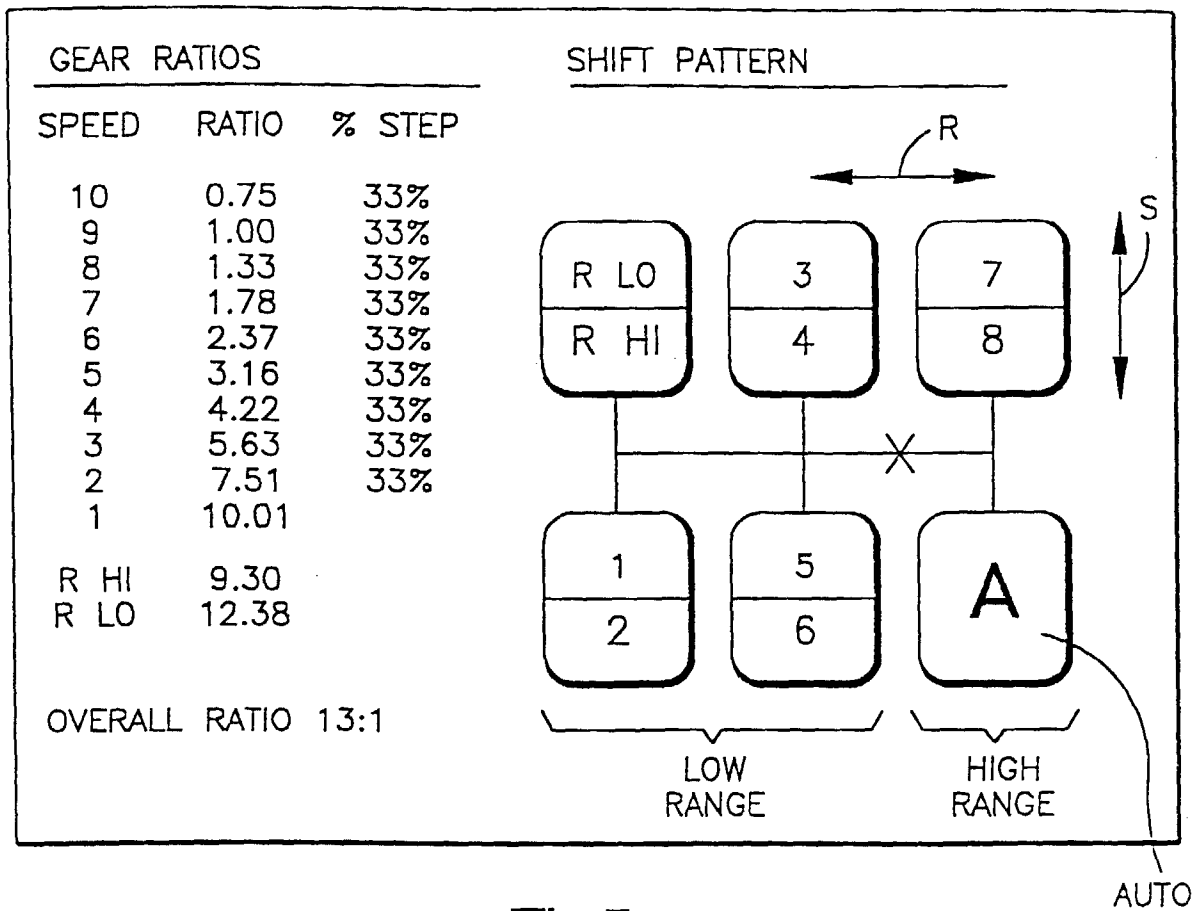 GEAR RATIOS
SPEED RATIO % STEP
10 0.75 33%
9 1.00 33%
8 1.33 33%
7 1.78 33%
6 2.37 33%
5 3.16 33%
4 4.22 33%
3 5.63 33%
2 7.51 33%
1 10.01
R HI 9.30
R LO 12.38
OVERALL RATIO 13:1
SHIFT PATTERN
R
S
R LO 3 7
R HI 4 8
X
1 5 A
2 6
LOW RANGE
HIGH RANGE
AUTO